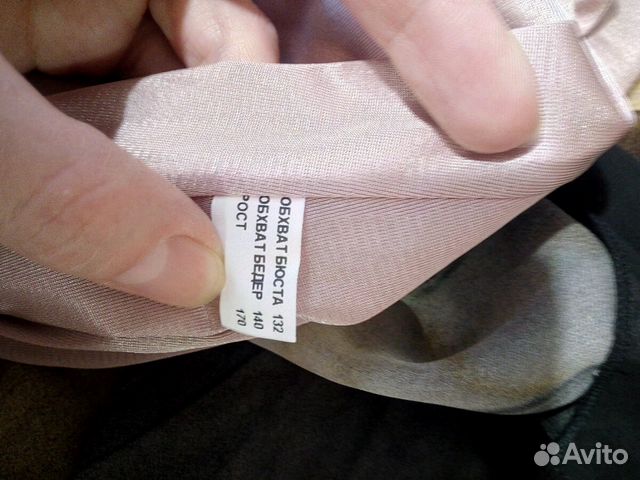 ОБХВАТ БЮСТА 132
ОБХВАТ БЕДЕР 140
РОСТ 170
Avito